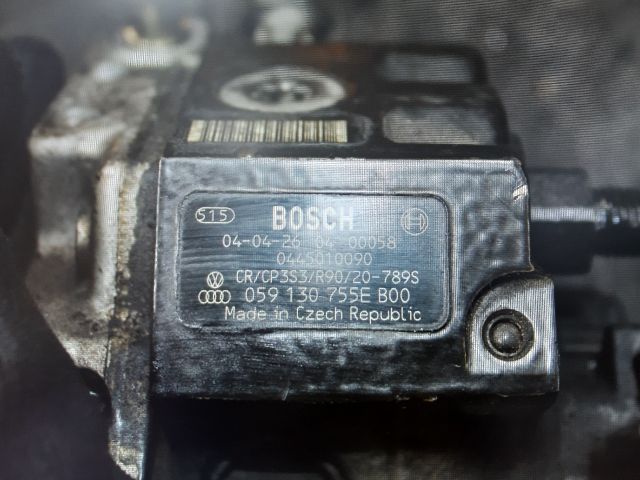 515 BOSCH
04-04-26 04 00058
0445010090
CR/CP3S3/R90/20-789S
059 130 755E B00
Made in Czech Republic